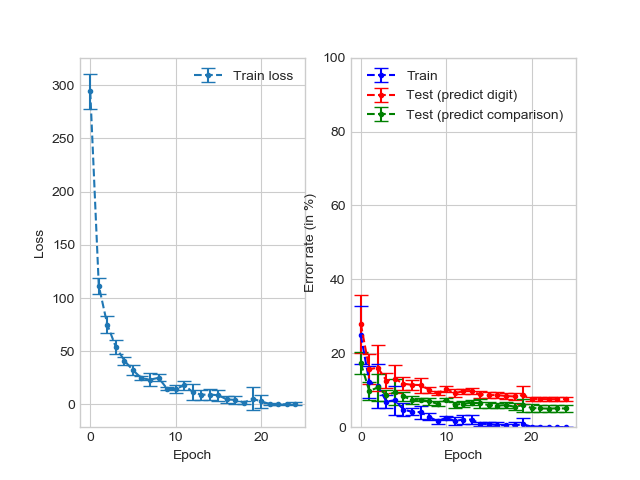 300
250
200
150
100
50
0
Loss
0
10
20
Epoch
Train loss
100
80
60
40
20
0
Error rate (in %)
0
10
20
Epoch
Train
Test (predict digit)
Test (predict comparison)